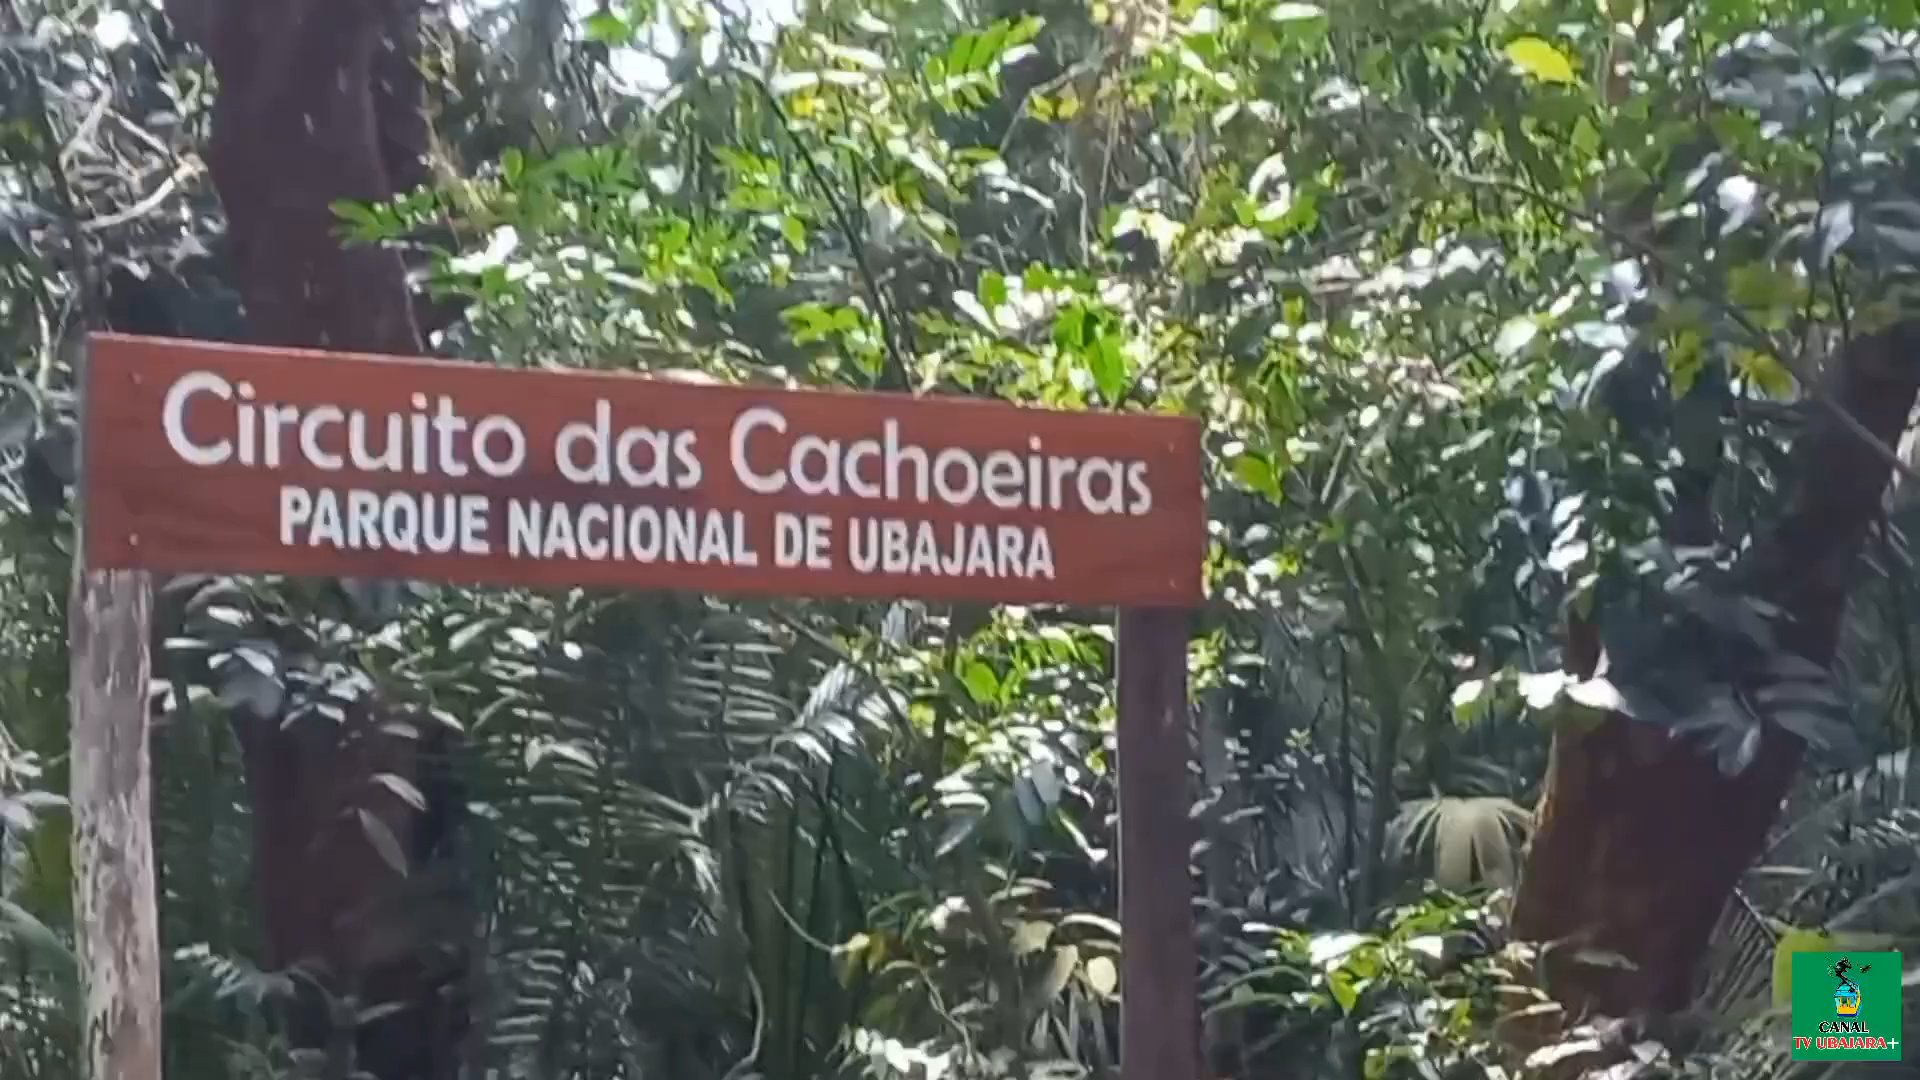 Circuito das Cachoeiras
PARQUE NACIONAL DE UBAJARA
CANAL
TV UBAJARA+